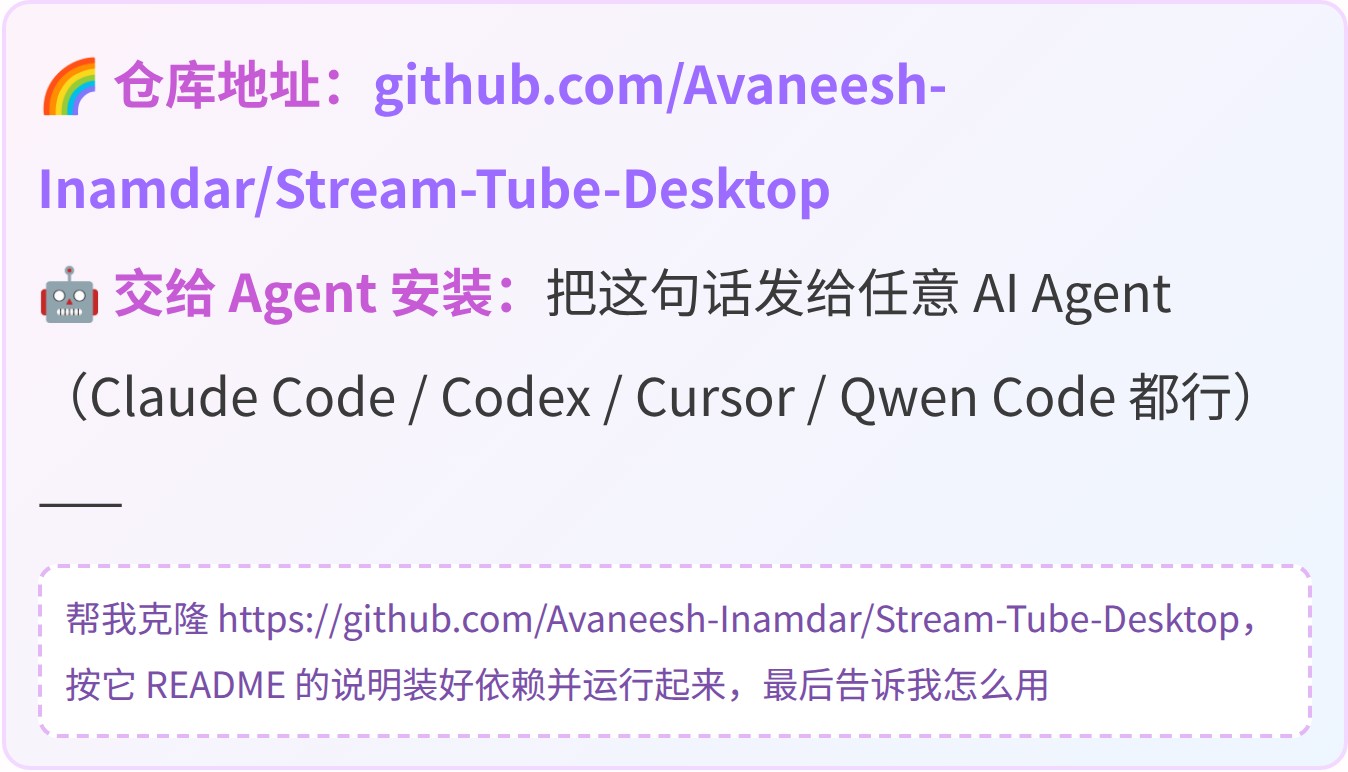 🌈 仓库地址：github.com/Avaneesh-
Inamdar/Stream-Tube-Desktop
🤖 交给 Agent 安装：把这句话发给任意 AI Agent
（Claude Code / Codex / Cursor / Qwen Code 都行）
——
帮我克隆 https://github.com/Avaneesh-Inamdar/Stream-Tube-Desktop，
按它 README 的说明装好依赖并运行起来，最后告诉我怎么用